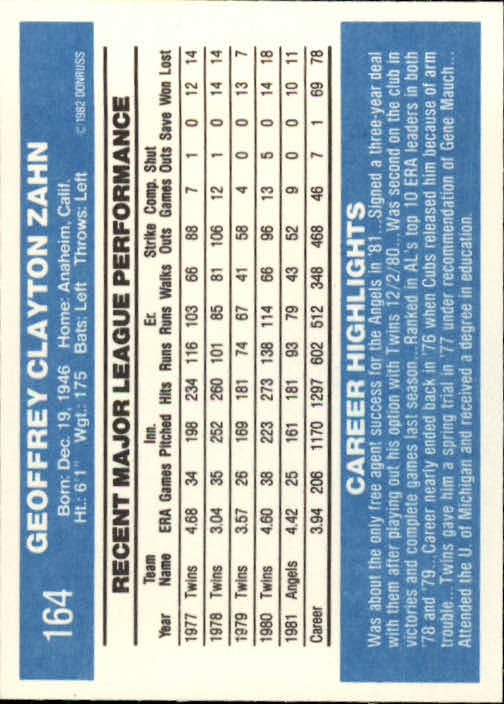 164 GEOFFREY CLAYTON ZAHN
Born: Dec. 19, 1946 Home: Anaheim, Calif.
Ht.: 6'1" Wgt.: 175 Bats: Left Throws: Left
© 1982 DONRUSS
RECENT MAJOR LEAGUE PERFORMANCE
Team Inn. Er. Strike Comp. Shut
Year Name ERA Games Pitched Hits Runs Runs Walks Outs Games Outs Save Won Lost
1977 Twins 4.68 34 198 234 116 103 66 88 7 1 0 12 14
1978 Twins 3.04 35 252 260 101 85 81 106 12 1 0 14 14
1979 Twins 3.57 26 169 181 74 67 41 58 4 0 0 13 7
1980 Twins 4.60 38 223 273 138 114 66 96 13 5 0 14 18
1981 Angels 4.42 25 161 181 93 79 43 52 9 0 0 10 11
Career 3.94 206 1170 1297 602 512 348 468 46 7 1 69 78
CAREER HIGHLIGHTS
Was about the only free agent success for the Angels in '81...Signed a three-year deal
with them after playing out his option with Twins 12/2/80...Was second on the club in
victories and complete games last season...Ranked in AL's top 10 ERA leaders in both
'78 and '79...Career nearly ended back in '76 when Cubs released him because of arm
trouble...Twins gave him a spring trial in '77 under recommendation of Gene Mauch...
Attended the U. of Michigan and received a degree in education.